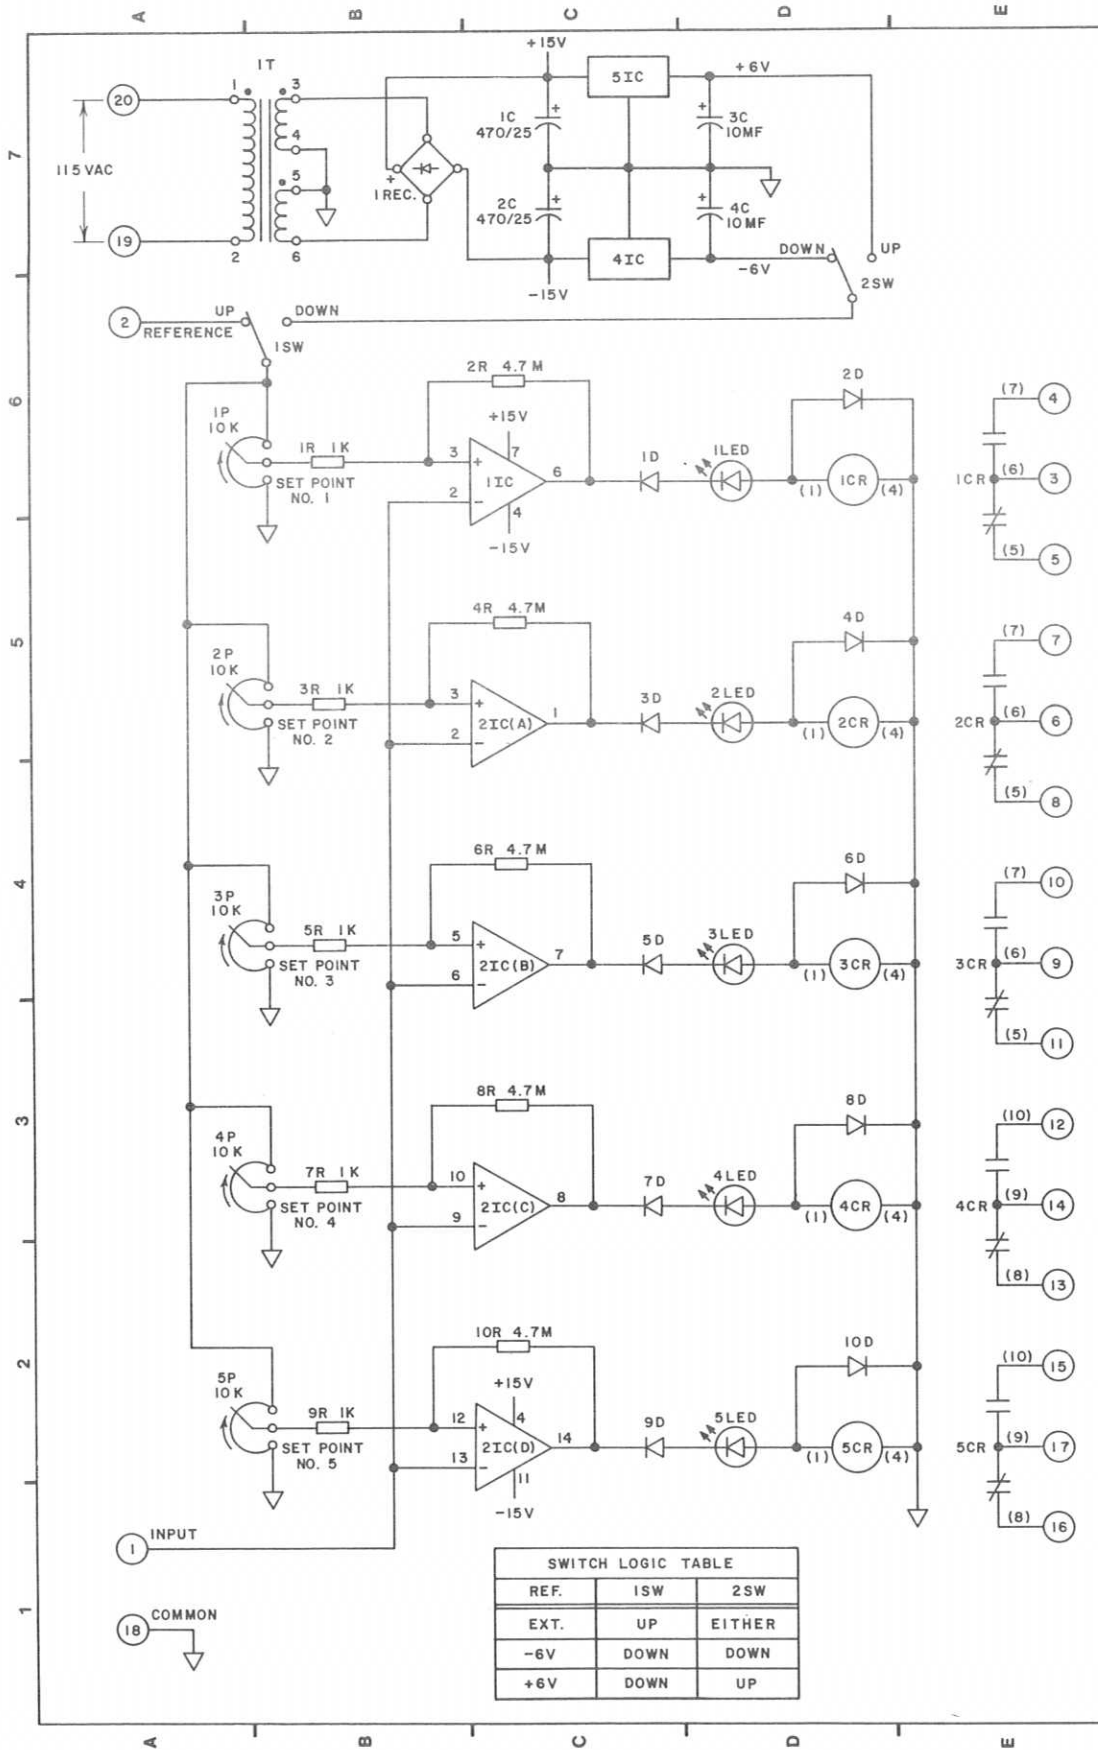 A B C D E
+15V
1T
5IC
+6V
1 3
20
1C
470/25
+
+
3C
10MF
7
4
115 VAC
5
+
1 REC.
2C
470/25
+
+
4C
10MF
19
2 6
4IC
DOWN
UP
-6V
2SW
-15V
2
UP
DOWN
REFERENCE
1SW
2R 4.7M
2D
6
(7) 4
1P
10K
+15V
1R 1K
3
+
7
1IC
6
1D
1LED
(1) 1CR (4)
1CR
(6) 3
SET POINT
NO. 1
2
-
4
-15V
(5) 5
4R 4.7M
4D
5
(7) 7
2P
10K
3R 1K
3
+
2IC(A)
1
3D
2LED
(1) 2CR (4)
2CR
(6) 6
SET POINT
NO. 2
2
-
(5) 8
6R 4.7M
6D
4
(7) 10
3P
10K
5R 1K
5
+
2IC(B)
7
5D
3LED
(1) 3CR (4)
3CR
(6) 9
SET POINT
NO. 3
6
-
(5) 11
8R 4.7M
8D
3
(10) 12
4P
10K
7R 1K
10
+
2IC(C)
8
7D
4LED
(1) 4CR (4)
4CR
(9) 14
SET POINT
NO. 4
9
-
(8) 13
10R 4.7M
10D
2
(10) 15
5P
10K
+15V
9R 1K
12
+
4
2IC(D)
14
9D
5LED
(1) 5CR (4)
5CR
(9) 17
SET POINT
NO. 5
13
-
11
-15V
(8) 16
1
INPUT
SWITCH LOGIC TABLE
REF. 1SW 2SW
EXT. UP EITHER
-6V DOWN DOWN
+6V DOWN UP
1
18
COMMON
A B C D E